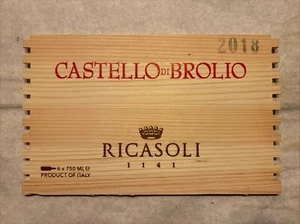 2018
CASTELLO DI BROLIO
RICASOLI
1141
6 x 750 ML ℮
PRODUCT OF ITALY